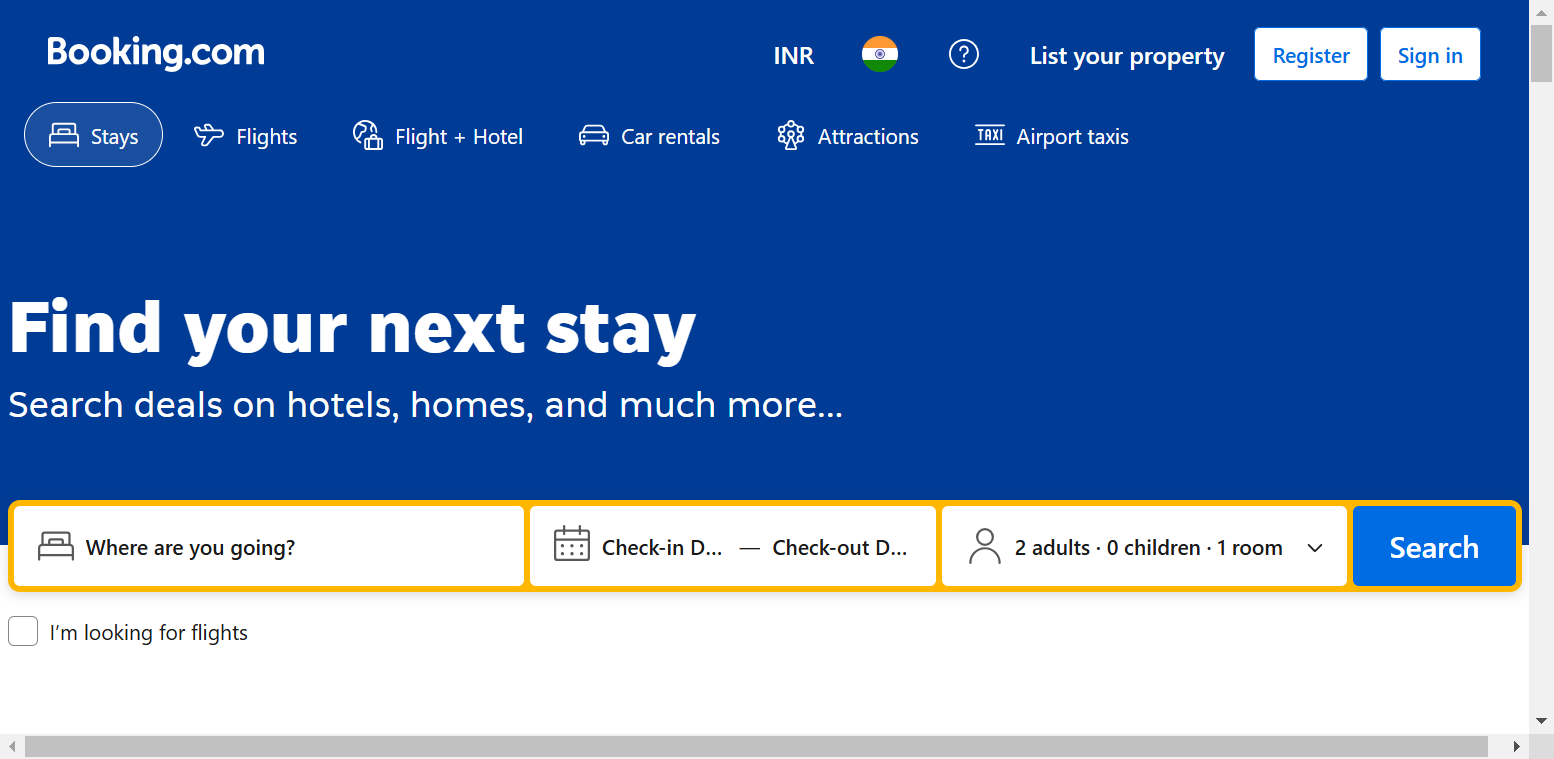 Booking.com
INR
?
List your property
Register
Sign in
Stays
Flights
Flight + Hotel
Car rentals
Attractions
TAXI
Airport taxis
Find your next stay
Search deals on hotels, homes, and much more...
Where are you going?
Check-in D... — Check-out D...
2 adults · 0 children · 1 room
Search
I'm looking for flights